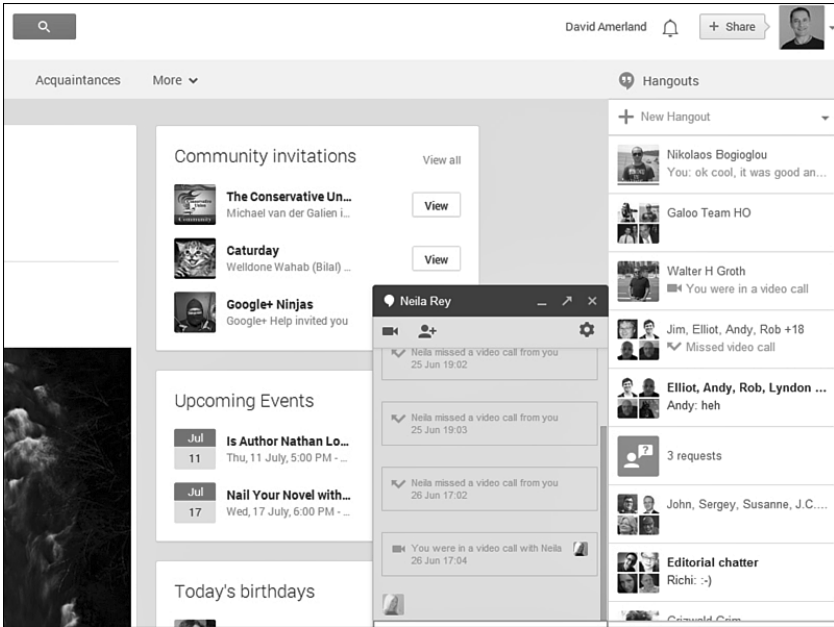 David Amerland
+ Share
Acquaintances
More
Hangouts
New Hangout
Community invitations
View all
The Conservative Un...
Michael van der Galien i...
View
Caturday
Welldone Wahab (Bilal) ...
View
Google+ Ninjas
Google+ Help invited you
Upcoming Events
Jul
11
Is Author Nathan Lo...
Thu, 11 July, 5:00 PM - ...
Jul
17
Nail Your Novel with...
Wed, 17 July, 6:00 PM - ...
Today's birthdays
Neila Rey
Neila missed a video call from you
25 Jun 19:02
Neila missed a video call from you
25 Jun 19:03
Neila missed a video call from you
26 Jun 17:02
You were in a video call with Neila
26 Jun 17:04
Nikolaos Bogioglou
You: ok cool, it was good an...
Galoo Team HO
Walter H Groth
You were in a video call
Jim, Elliot, Andy, Rob +18
Missed video call
Elliot, Andy, Rob, Lyndon ...
Andy: heh
3 requests
John, Sergey, Susanne, J.C....
Editorial chatter
Richi: :-)
Grizwald Grim